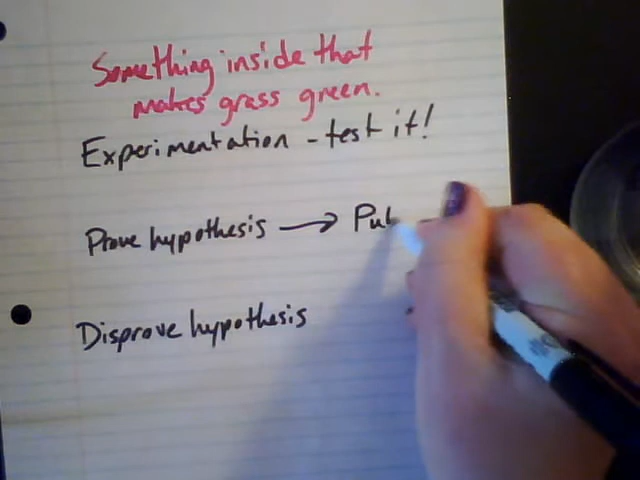 Something inside that
makes grass green.
Experimentation - test it!
Prove hypothesis → Pub
Disprove hypothesis